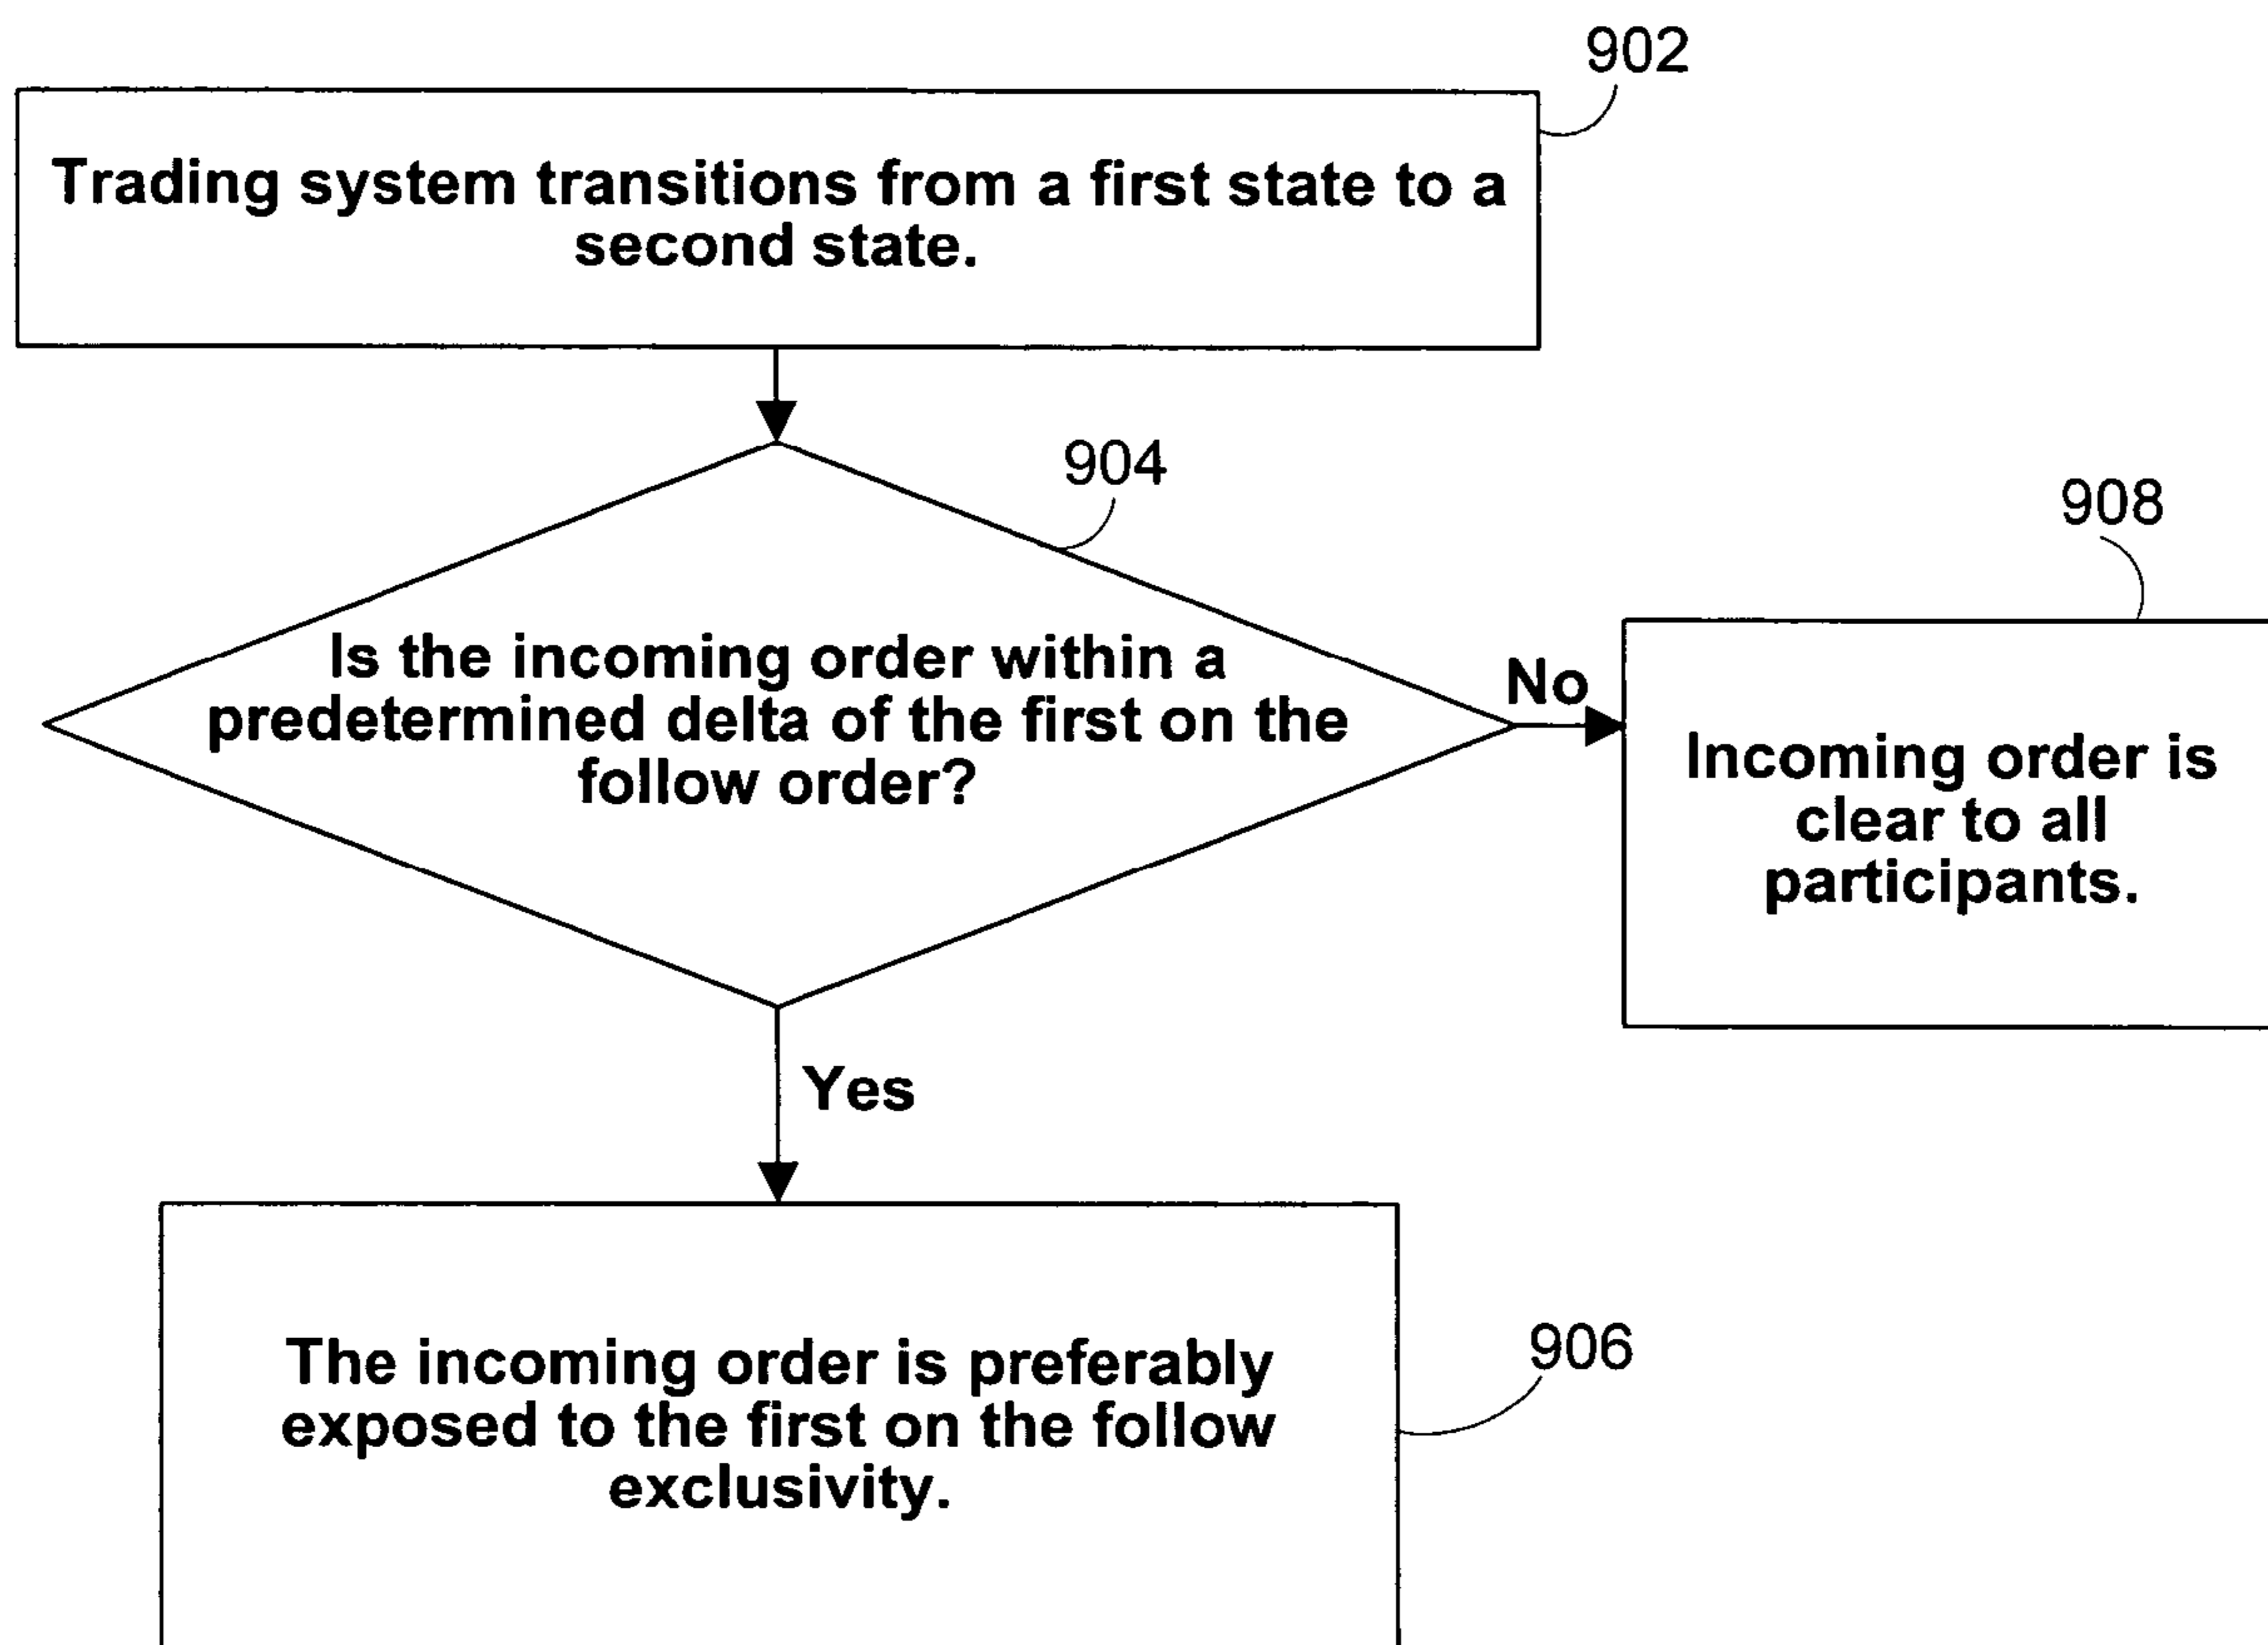 902
Trading system transitions from a first state to a
second state.
904
908
Is the incoming order within a
predetermined delta of the first on the
follow order?
No
Incoming order is
clear to all
participants.
Yes
The incoming order is preferably
exposed to the first on the follow
exclusivity.
906